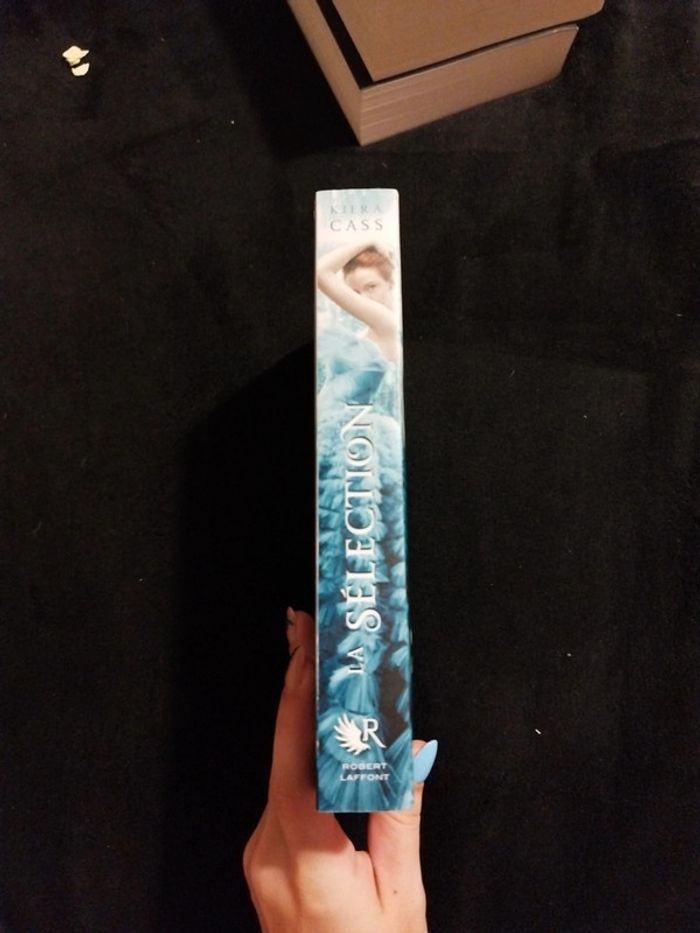 KIERA
CASS
LA SÉLECTION
R
ROBERT
LAFFONT